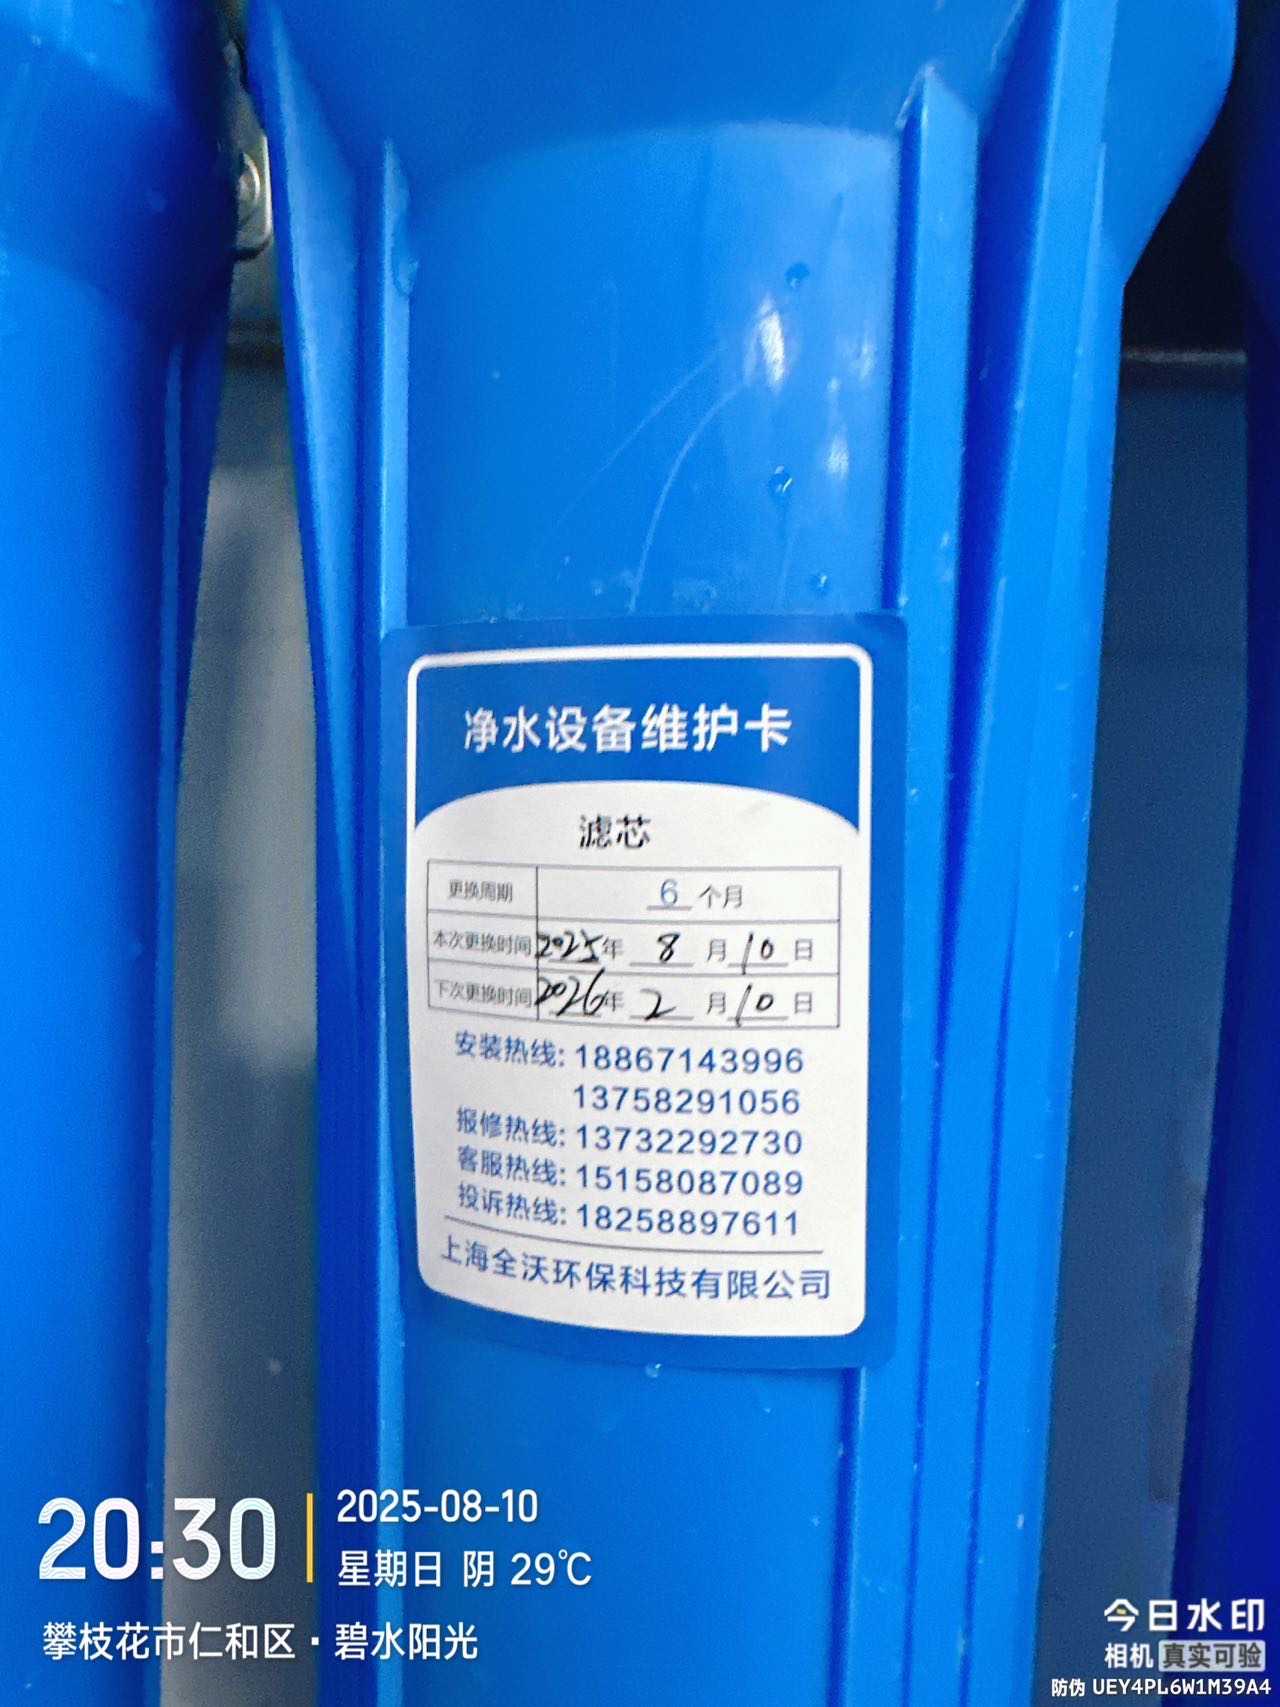 净水设备维护卡
滤芯
更换周期 6 个月
本次更换时间 2025年 8 月 10 日
下次更换时间 2026年 2 月 10 日
安装热线: 18867143996
13758291056
报修热线: 13732292730
客服热线: 15158087089
投诉热线: 18258897611
上海全沃环保科技有限公司
20:30
2025-08-10
星期日 阴 29℃
攀枝花市仁和区·碧水阳光
今日水印
相机 真实可验
防伪 UEY4PL6W1M39A4